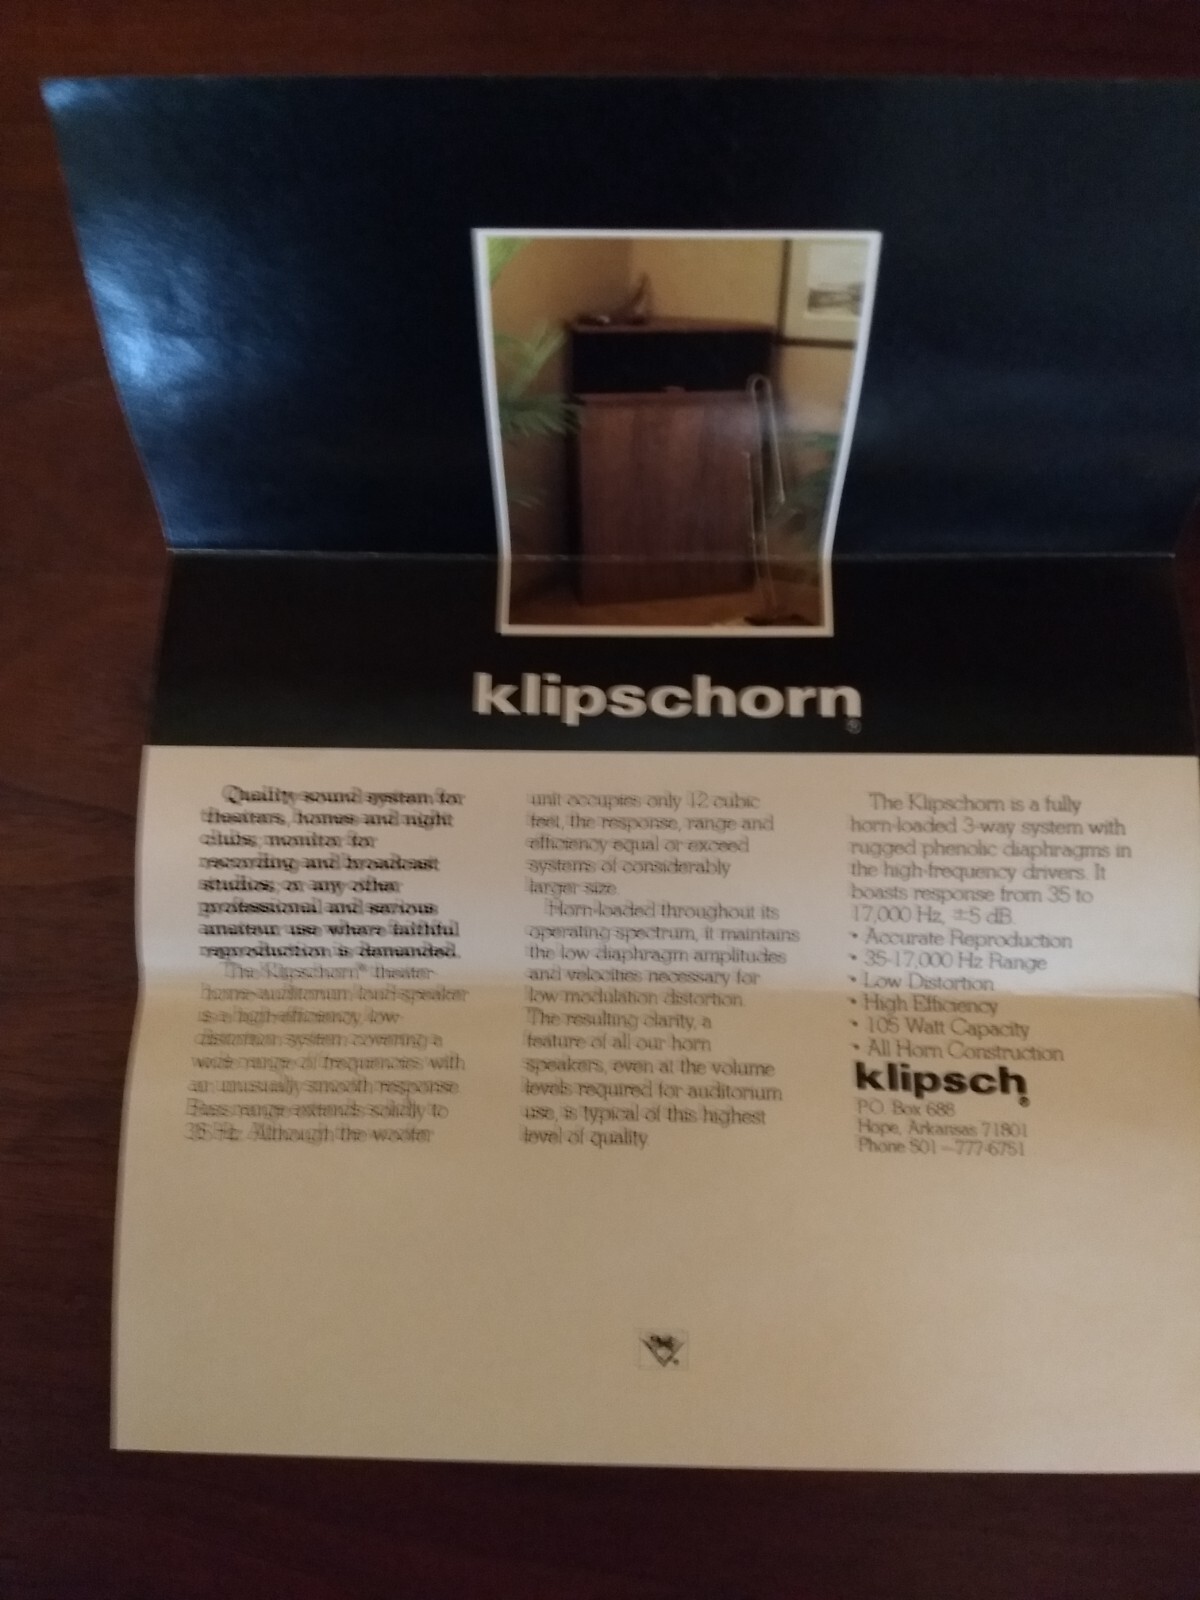 klipschorn®
Quality sound system for
theaters, homes and night
clubs; monitor for
recording and broadcast
studios; or any other
professional and serious
amateur use where faithful
reproduction is demanded.
The Klipschorn® theater
home-auditorium loud-speaker
is a high-efficiency, low-
distortion system covering a
wide range of frequencies with
an unusually smooth response.
Bass range extends solidly to
35 Hz. Although the woofer
unit occupies only 12 cubic
feet, the response, range and
efficiency equal or exceed
systems of considerably
larger size.
Horn-loaded throughout its
operating spectrum, it maintains
the low diaphragm amplitudes
and velocities necessary for
low modulation distortion.
The resulting clarity, a
feature of all our horn
speakers, even at the volume
levels required for auditorium
use, is typical of this highest
level of quality.
The Klipschorn is a fully
horn-loaded 3-way system with
rugged phenolic diaphragms in
the high-frequency drivers. It
boasts response from 35 to
17,000 Hz, ±5 dB.
• Accurate Reproduction
• 35-17,000 Hz Range
• Low Distortion
• High Efficiency
• 105 Watt Capacity
• All Horn Construction
klipsch®
P.O. Box 688
Hope, Arkansas 71801
Phone 501—777-6751